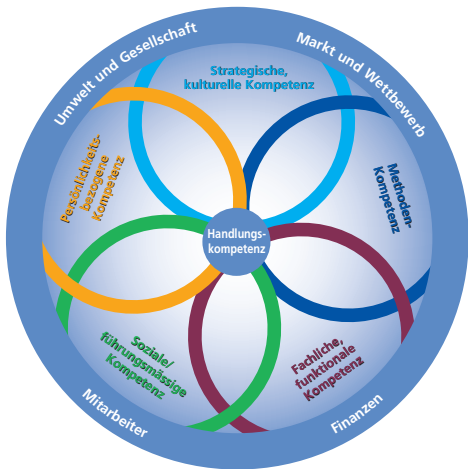 Umwelt und Gesellschaft
Markt und Wettbewerb
Strategische,
kulturelle Kompetenz
Persönlichkeits-
bezogene
Kompetenz
Methoden-
Kompetenz
Handlungs-
kompetenz
Soziale/
führungsmässige
Kompetenz
Fachliche,
funktionale
Kompetenz
Mitarbeiter
Finanzen